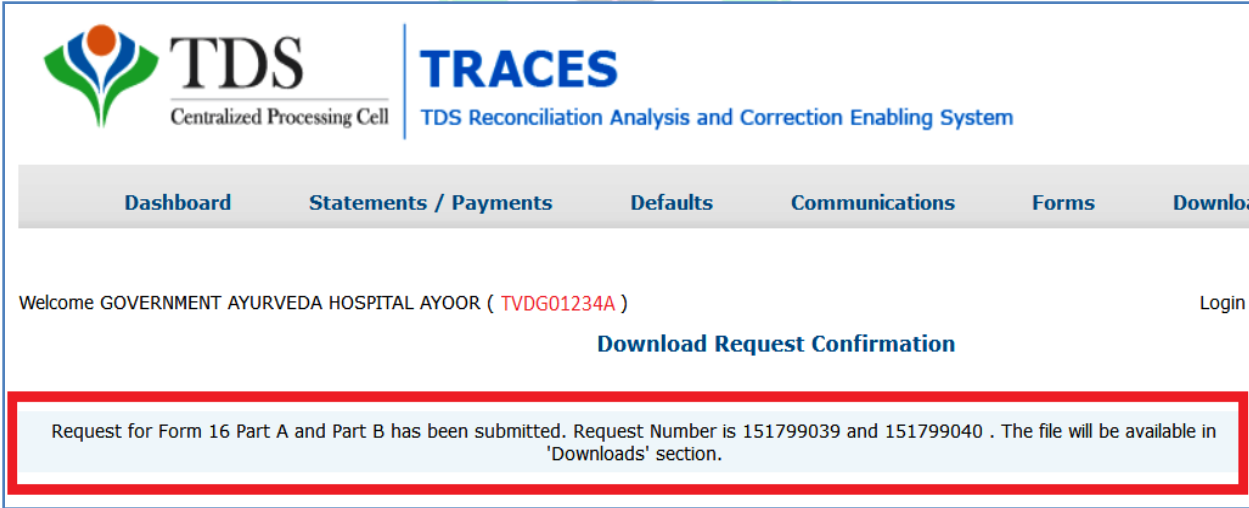 TDS
Centralized Processing Cell
TRACES
TDS Reconciliation Analysis and Correction Enabling System
Dashboard Statements / Payments Defaults Communications Forms Downloa
Welcome GOVERNMENT AYURVEDA HOSPITAL AYOOR ( TVDG01234A ) Login
Download Request Confirmation
Request for Form 16 Part A and Part B has been submitted. Request Number is 151799039 and 151799040 . The file will be available in
'Downloads' section.